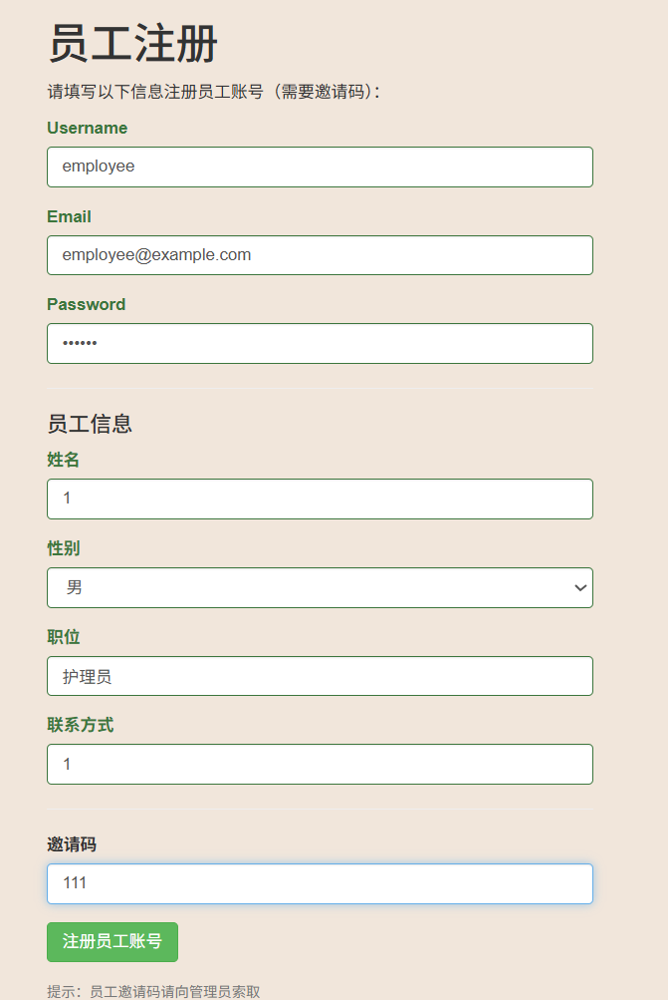 员工注册
请填写以下信息注册员工账号（需要邀请码）：
Username
employee
Email
employee@example.com
Password
••••••
员工信息
姓名
1
性别
男
职位
护理员
联系方式
1
邀请码
111
注册员工账号
提示：员工邀请码请向管理员索取